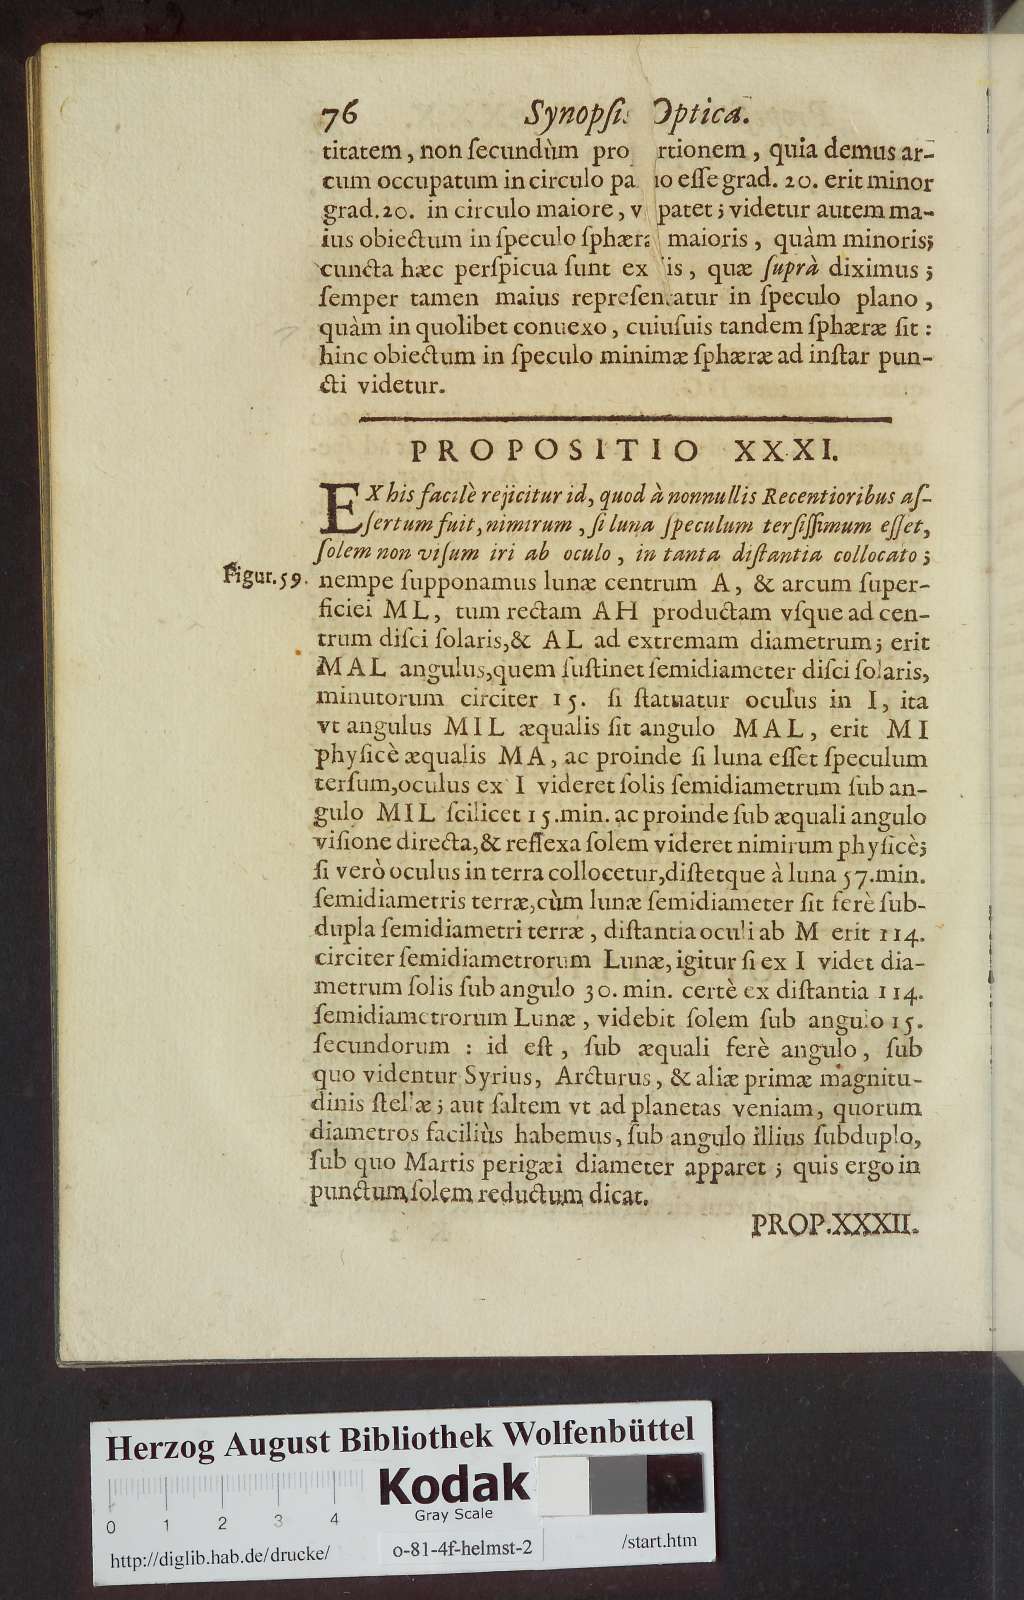 76 Synopsi Optica.
titatem, non ſecundùm pro rtionem, quia demus ar-
cum occupatum in circulo pa io eſſe grad. 20. erit minor
grad. 20. in circulo maiore, v patet; videtur autem ma-
ius obiectum in ſpeculo ſphær maioris, quàm minoris;
cuncta hæc perſpicua ſunt ex is, quæ ſuprà diximus;
ſemper tamen maius repreſentatur in ſpeculo plano,
quàm in quolibet conuexo, cuiuſuis tandem ſphæræ ſit:
hinc obiectum in ſpeculo minimæ ſphæræ ad inſtar pun-
cti videtur.
PROPOSITIO XXXI.
EX his facilè rejicitur id, quod à nonnullis Recentioribus aſ-
ſertum fuit, nimirum, ſi luna ſpeculum terſiſſimum eſſet,
ſolem non viſum iri ab oculo, in tanta diſtantia collocato;
Figur. 59. nempe ſupponamus lunæ centrum A, & arcum ſuper-
ficiei ML, tum rectam AH productam vſque ad cen-
trum diſci ſolaris, & AL ad extremam diametrum; erit
MAL angulus, quem ſuſtinet ſemidiameter diſci ſolaris,
minutorum circiter 15. ſi ſtatuatur oculus in I, ita
vt angulus MIL æqualis ſit angulo MAL, erit MI
phyſicè æqualis MA, ac proinde ſi luna eſſet ſpeculum
terſum, oculus ex I videret ſolis ſemidiametrum ſub an-
gulo MIL ſcilicet 15. min. ac proinde ſub æquali angulo
viſione directa, & reflexa ſolem videret nimirum phyſicè;
ſi verò oculus in terra collocetur, diſtetque à luna 57. min.
ſemidiametris terræ, cùm lunæ ſemidiameter ſit ferè ſub-
dupla ſemidiametri terræ, diſtantia oculi ab M erit 114.
circiter ſemidiametrorum Lunæ, igitur ſi ex I videt dia-
metrum ſolis ſub angulo 30. min. certè ex diſtantia 114.
ſemidiametrorum Lunæ, videbit ſolem ſub angulo 15.
ſecundorum : id eſt, ſub æquali ferè angulo, ſub
quo videntur Syrius, Arcturus, & aliæ primæ magnitu-
dinis ſtellæ; aut ſaltem vt ad planetas veniam, quorum
diametros faciliùs habemus, ſub angulo illius ſubduplo,
ſub quo Martis perigæi diameter apparet; quis ergo in
punctum ſolem reductum dicat.
PROP. XXXII.
Herzog August Bibliothek Wolfenbüttel
Kodak
Gray Scale
0 1 2 3 4
http://diglib.hab.de/drucke/ o-81-4f-helmst-2 /start.htm